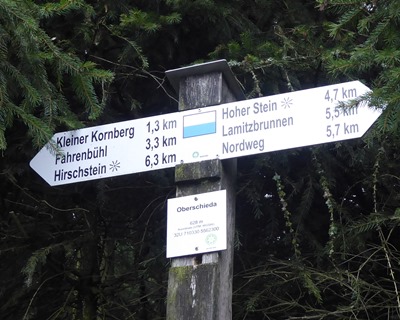 Kleiner Kornberg 1,3 km
Fahrenbühl 3,3 km
Hirschstein 6,3 km
Hoher Stein 4,7 km
Lamitzbrunnen 5,5 km
Nordweg 5,7 km
Oberschieda